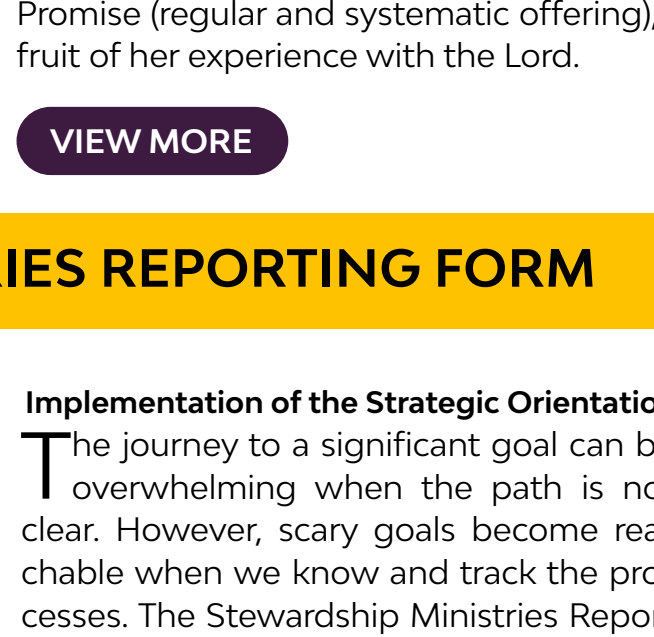 Promise (regular and systematic offering),
fruit of her experience with the Lord.
VIEW MORE
IES REPORTING FORM
Implementation of the Strategic Orientatio
The journey to a significant goal can b
overwhelming when the path is no
clear. However, scary goals become rea
chable when we know and track the pro
cesses. The Stewardship Ministries Repor